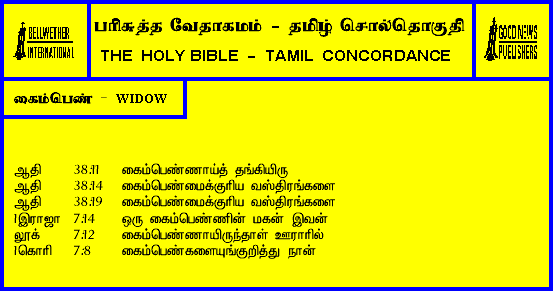 BELLWETHER
INTERNATIONAL
பரிசுத்த வேதாகமம் - தமிழ் சொல்தொகுதி
THE HOLY BIBLE - TAMIL CONCORDANCE
GOOD NEWS
PUBLISHERS
கைம்பெண் - WIDOW
ஆதி 38:11 கைம்பெண்ணாய்த் தங்கியிரு
ஆதி 38:14 கைம்பெண்மைக்குரிய வஸ்திரங்களை
ஆதி 38:19 கைம்பெண்மைக்குரிய வஸ்திரங்களை
1இராஜா 7:14 ஒரு கைம்பெண்ணின் மகன் இவன்
லூக் 7:12 கைம்பெண்ணாயிருந்தாள் ஊராரில்
1கொரி 7:8 கைம்பெண்களையுங்குறித்து நான்